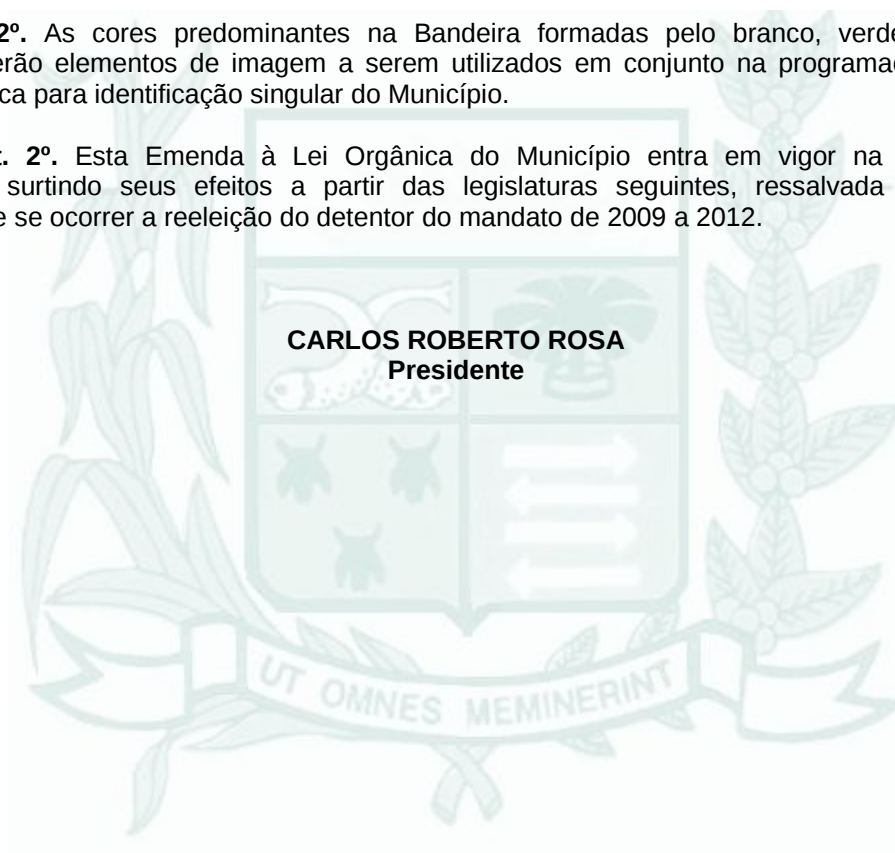 2º. As cores predominantes na Bandeira formadas pelo branco, verde
erão elementos de imagem a serem utilizados em conjunto na programa
ca para identificação singular do Município.
. 2º. Esta Emenda à Lei Orgânica do Município entra em vigor na
surtindo seus efeitos a partir das legislaturas seguintes, ressalvada
e se ocorrer a reeleição do detentor do mandato de 2009 a 2012.
CARLOS ROBERTO ROSA
Presidente
UT OMNES MEMINERINT